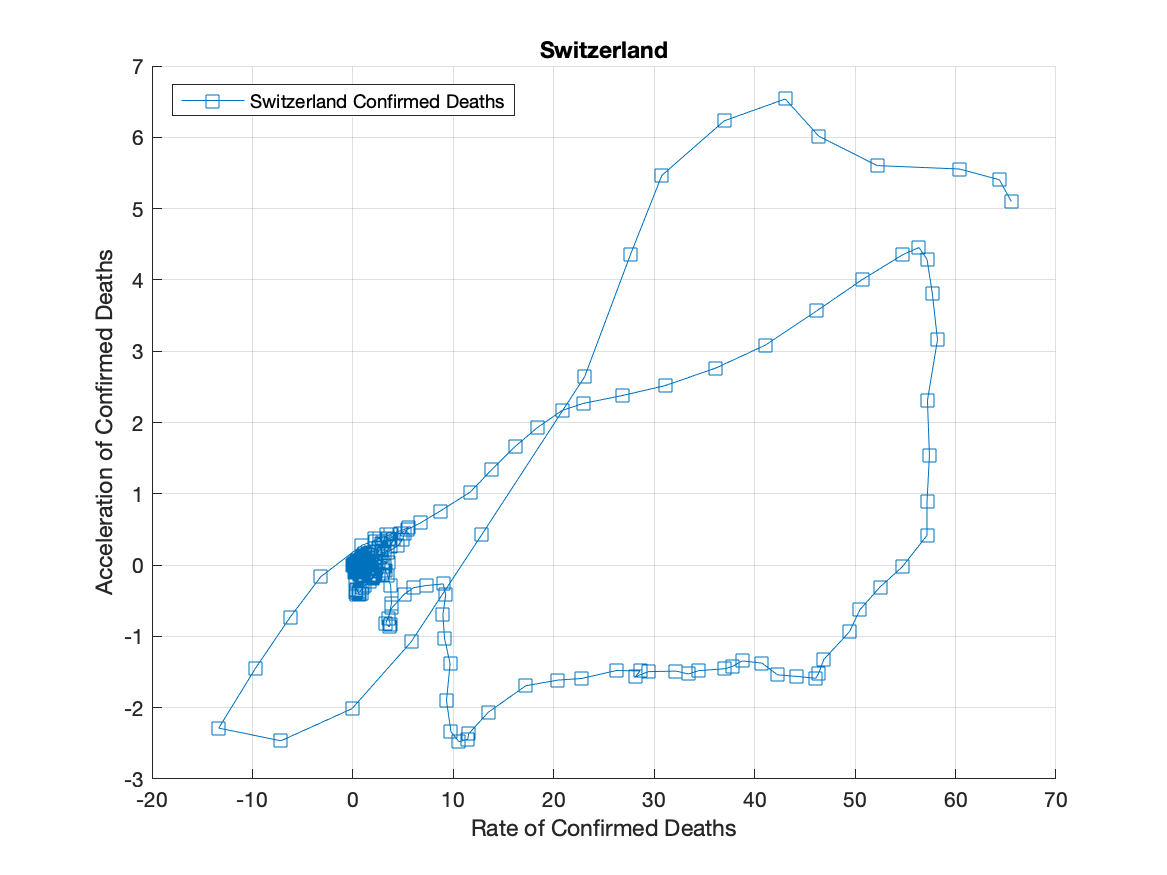 Switzerland
7
Switzerland Confirmed Deaths
6
5
4
3
2
1
0
-1
-2
-3
Acceleration of Confirmed Deaths
-20 -10 0 10 20 30 40 50 60 70
Rate of Confirmed Deaths